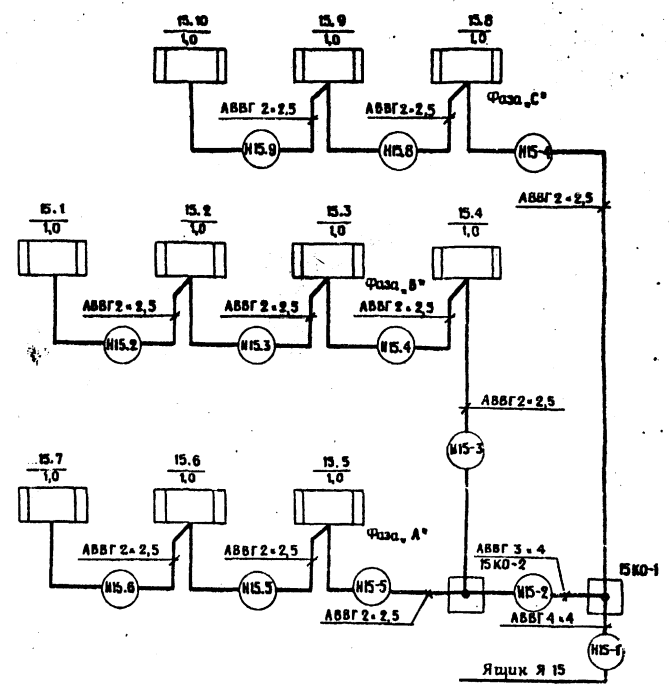 15.10 15.9 15.8
1,0 1,0 1,0
Фаза „С"
АВВГ 2×2,5 АВВГ 2×2,5
Н15.9 Н15.8 Н15-4
АВВГ 2×2,5
15.1 15.2 15.3 15.4
1,0 1,0 1,0 1,0
Фаза „В"
АВВГ 2×2,5 АВВГ 2×2,5 АВВГ 2×2,5
Н15.2 Н15.3 Н15.4
АВВГ 2×2,5
Н15-3
15.7 15.6 15.5
1,0 1,0 1,0
Фаза „А"
АВВГ 2×2,5 АВВГ 2×2,5 АВВГ 3×4
15КО-2 15КО-1
Н15.6 Н15.5 Н15-5 Н15-2
АВВГ 2×2,5 АВВГ 4×4
Н15-1
Ящик Я 15